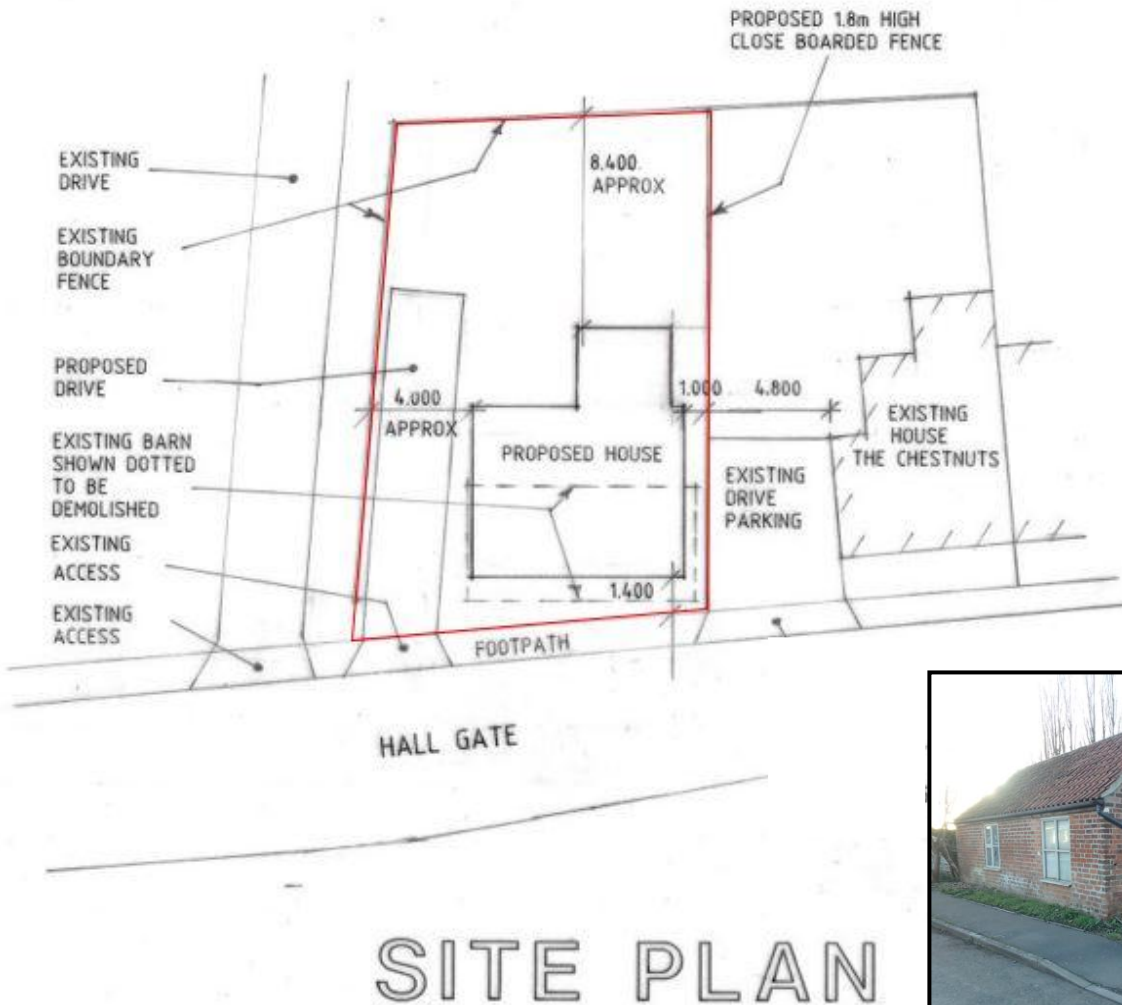 PROPOSED 1.8m HIGH
CLOSE BOARDED FENCE
EXISTING
DRIVE
8.400
APPROX
EXISTING
BOUNDARY
FENCE
PROPOSED
DRIVE
4.000
APPROX
1.000
4.800
EXISTING BARN
SHOWN DOTTED
TO BE
DEMOLISHED
PROPOSED HOUSE
EXISTING
HOUSE
THE CHESTNUTS
EXISTING
DRIVE
PARKING
EXISTING
ACCESS
1.400
EXISTING
ACCESS
FOOTPATH
HALL GATE
SITE PLAN